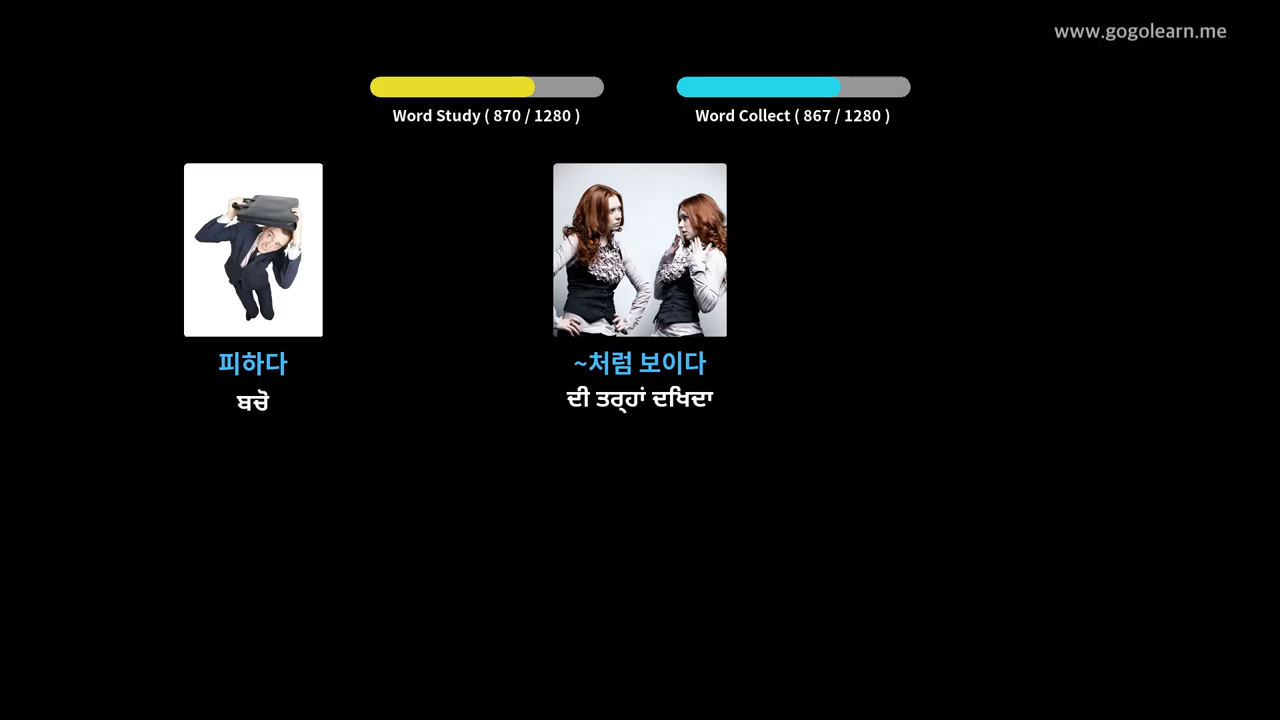 www.gogolearn.me
Word Study ( 870 / 1280 )
Word Collect ( 867 / 1280 )
피하다
ਬਚੋ
~처럼 보이다
ਦੀ ਤਰ੍ਹਾਂ ਦਿਖਦਾ